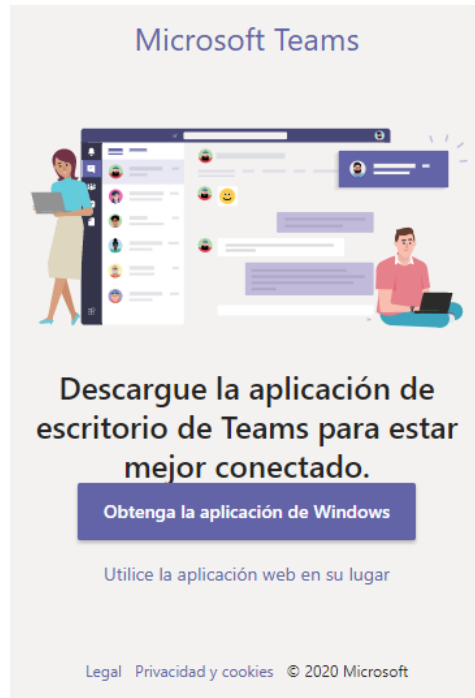 Microsoft Teams
Descargue la aplicación de
escritorio de Teams para estar
mejor conectado.
Obtenga la aplicación de Windows
Utilice la aplicación web en su lugar
Legal Privacidad y cookies © 2020 Microsoft